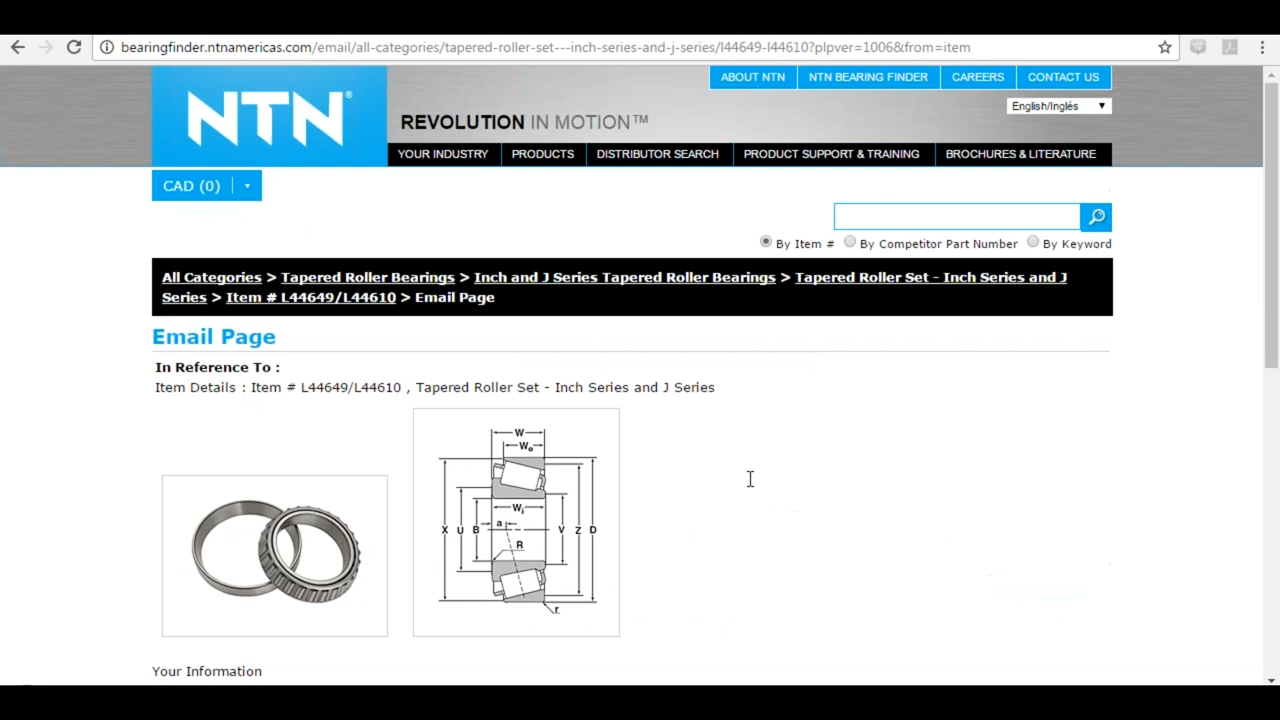 bearingfinder.ntnamericas.com/email/all-categories/tapered-roller-set---inch-series-and-j-series/l44649-l44610?plpver=1006&from=item
NTN®
ABOUT NTN
NTN BEARING FINDER
CAREERS
CONTACT US
English/Inglés
REVOLUTION IN MOTION™
YOUR INDUSTRY
PRODUCTS
DISTRIBUTOR SEARCH
PRODUCT SUPPORT & TRAINING
BROCHURES & LITERATURE
CAD (0)
By Item #
By Competitor Part Number
By Keyword
All Categories > Tapered Roller Bearings > Inch and J Series Tapered Roller Bearings > Tapered Roller Set - Inch Series and J
Series > Item # L44649/L44610 > Email Page
Email Page
In Reference To :
Item Details : Item # L44649/L44610 , Tapered Roller Set - Inch Series and J Series
W
Wo
Wi
a
X U B V Z D
R
r
Your Information